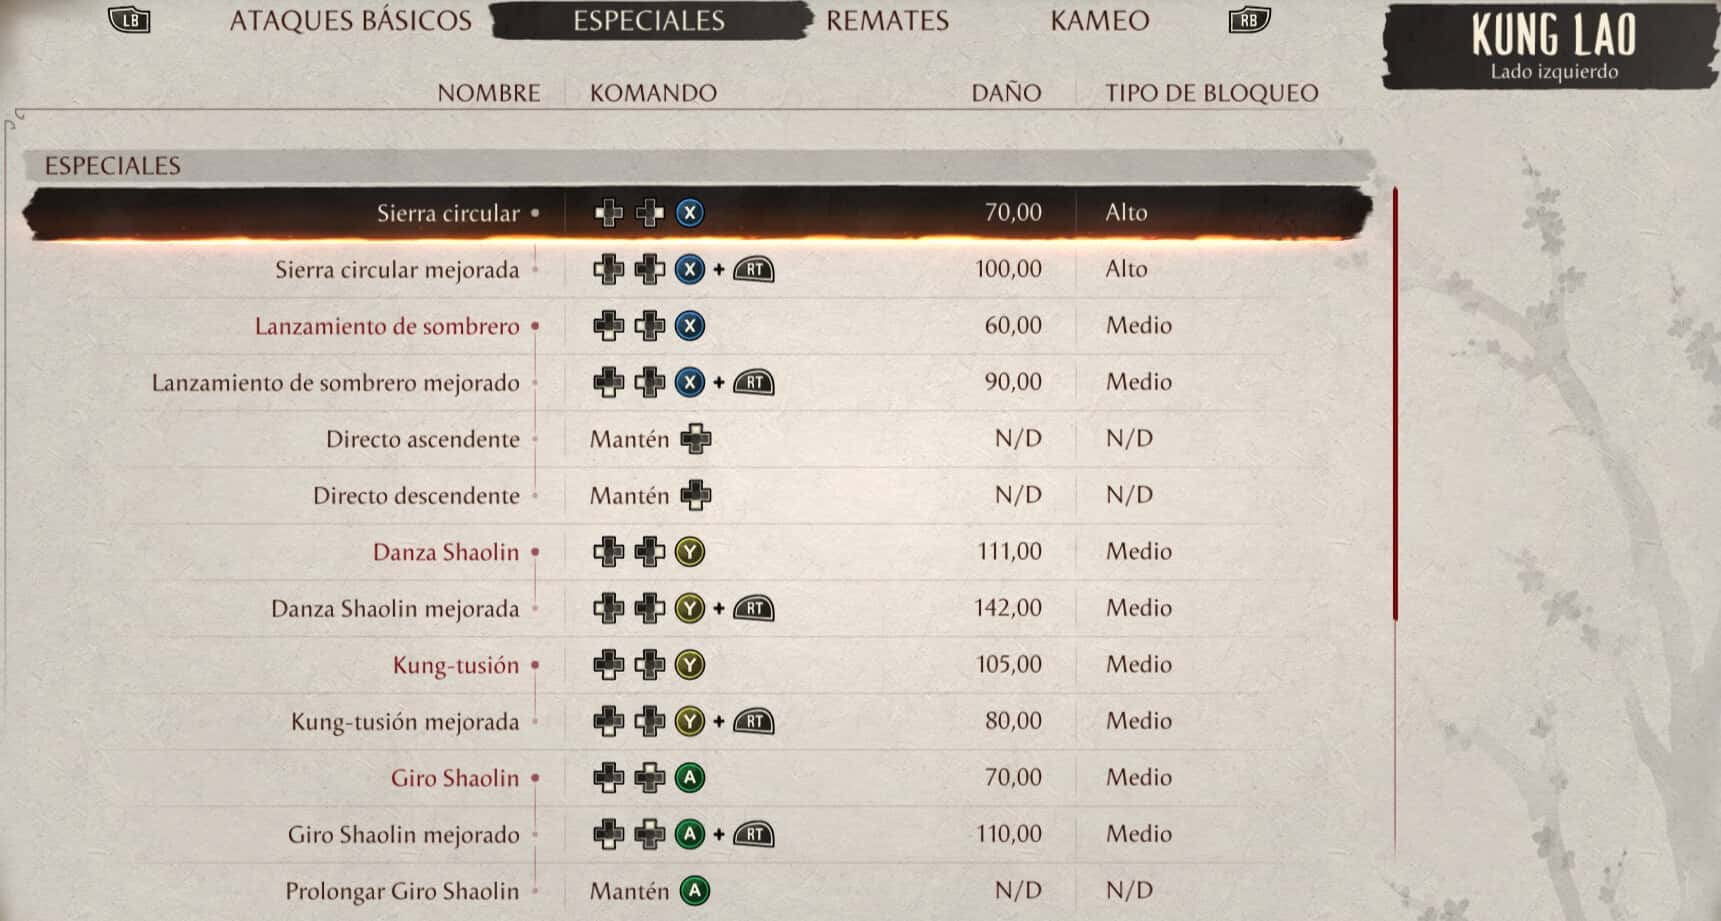 LB ATAQUES BÁSICOS ESPECIALES REMATES KAMEO RB
KUNG LAO
Lado izquierdo
NOMBRE KOMANDO DAÑO TIPO DE BLOQUEO
ESPECIALES
Sierra circular X 70,00 Alto
Sierra circular mejorada X + RT 100,00 Alto
Lanzamiento de sombrero X 60,00 Medio
Lanzamiento de sombrero mejorado X + RT 90,00 Medio
Directo ascendente Mantén N/D N/D
Directo descendente Mantén N/D N/D
Danza Shaolin Y 111,00 Medio
Danza Shaolin mejorada Y + RT 142,00 Medio
Kung-tusión Y 105,00 Medio
Kung-tusión mejorada Y + RT 80,00 Medio
Giro Shaolin A 70,00 Medio
Giro Shaolin mejorado A + RT 110,00 Medio
Prolongar Giro Shaolin Mantén A N/D N/D